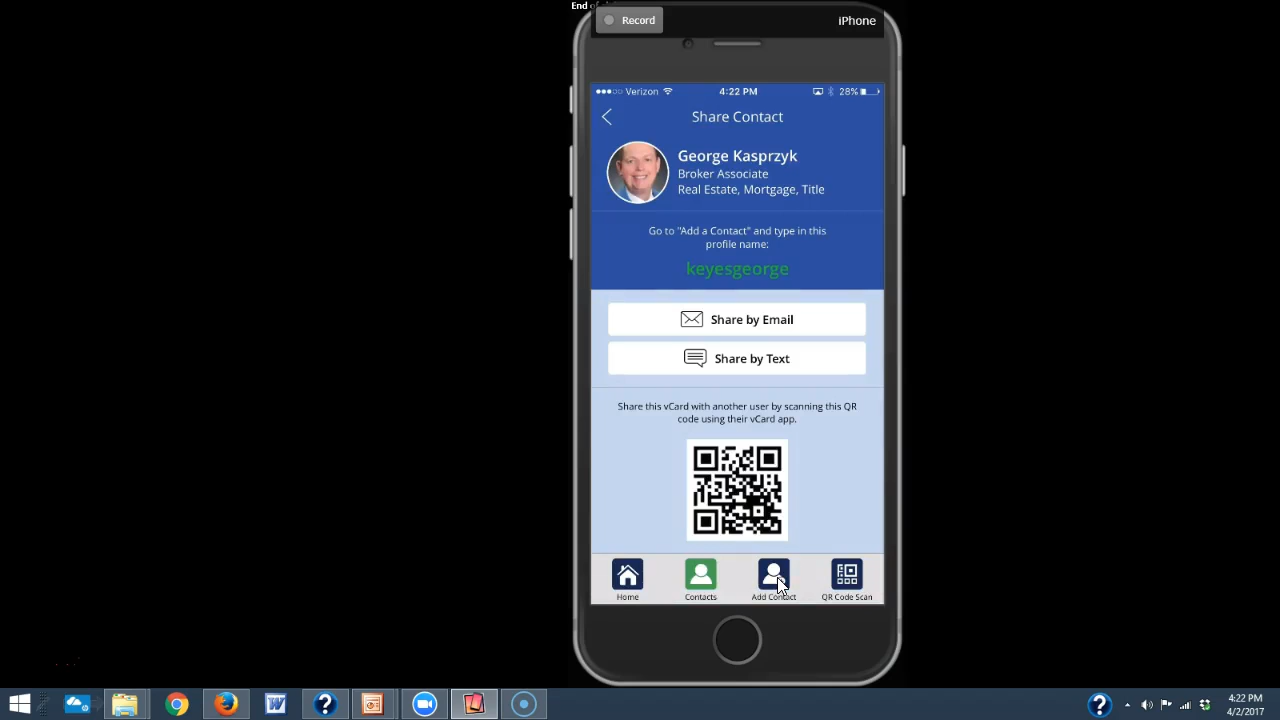 End of
Record
iPhone
Verizon
4:22 PM
28%
Share Contact
George Kasprzyk
Broker Associate
Real Estate, Mortgage, Title
Go to "Add a Contact" and type in this
profile name:
keyesgeorge
Share by Email
Share by Text
Share this vCard with another user by scanning this QR
code using their vCard app.
Home
Contacts
Add Contact
QR Code Scan
4:22 PM
4/2/2017